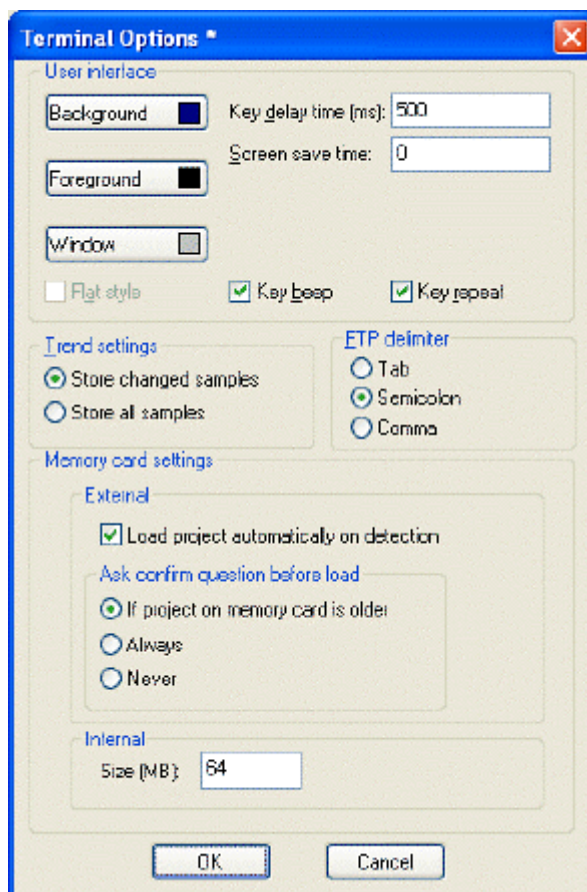 Terminal Options *
User interface
Background
Key delay time (ms): 500
Screen save time: 0
Foreground
Window
Flat style
Key beep
Key repeat
Trend settings
Store changed samples
Store all samples
FTP delimiter
Tab
Semicolon
Comma
Memory card settings
External
Load project automatically on detection
Ask confirm question before load
If project on memory card is older
Always
Never
Internal
Size (MB): 64
OK
Cancel